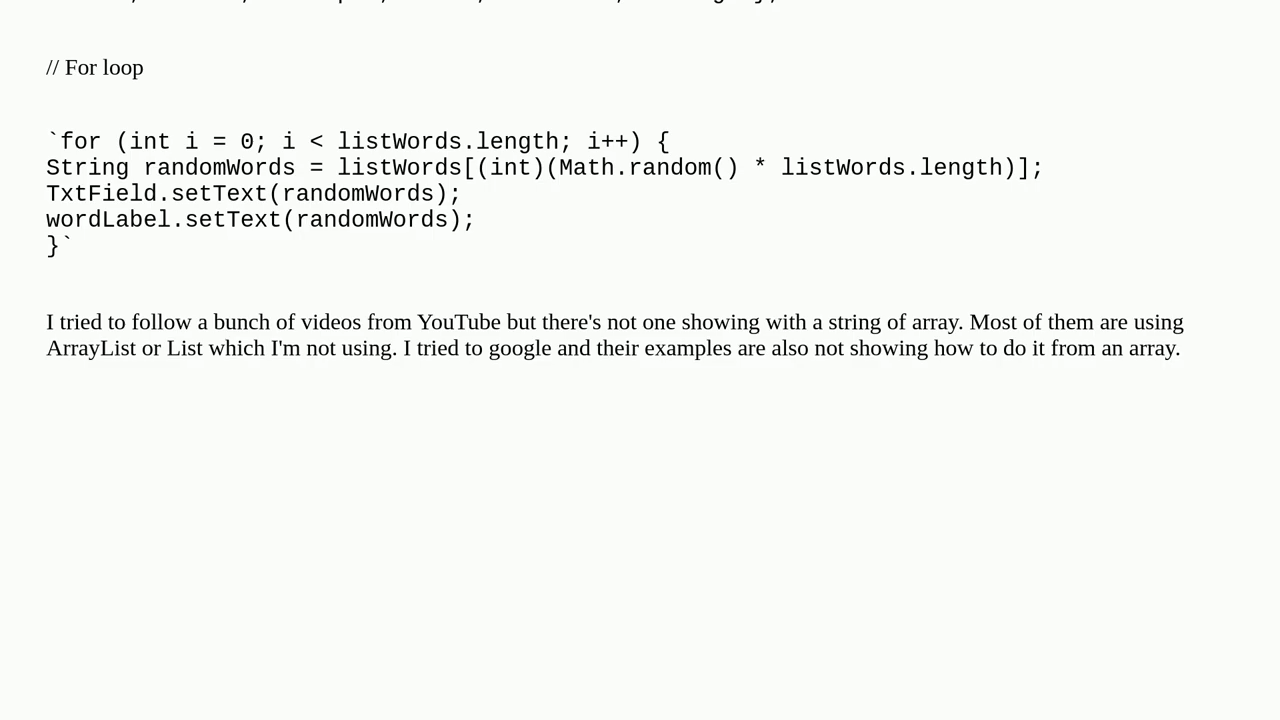 // For loop
`for (int i = 0; i < listWords.length; i++) {
String randomWords = listWords[(int)(Math.random() * listWords.length)];
TxtField.setText(randomWords);
wordLabel.setText(randomWords);
}`
I tried to follow a bunch of videos from YouTube but there's not one showing with a string of array. Most of them are using
ArrayList or List which I'm not using. I tried to google and their examples are also not showing how to do it from an array.